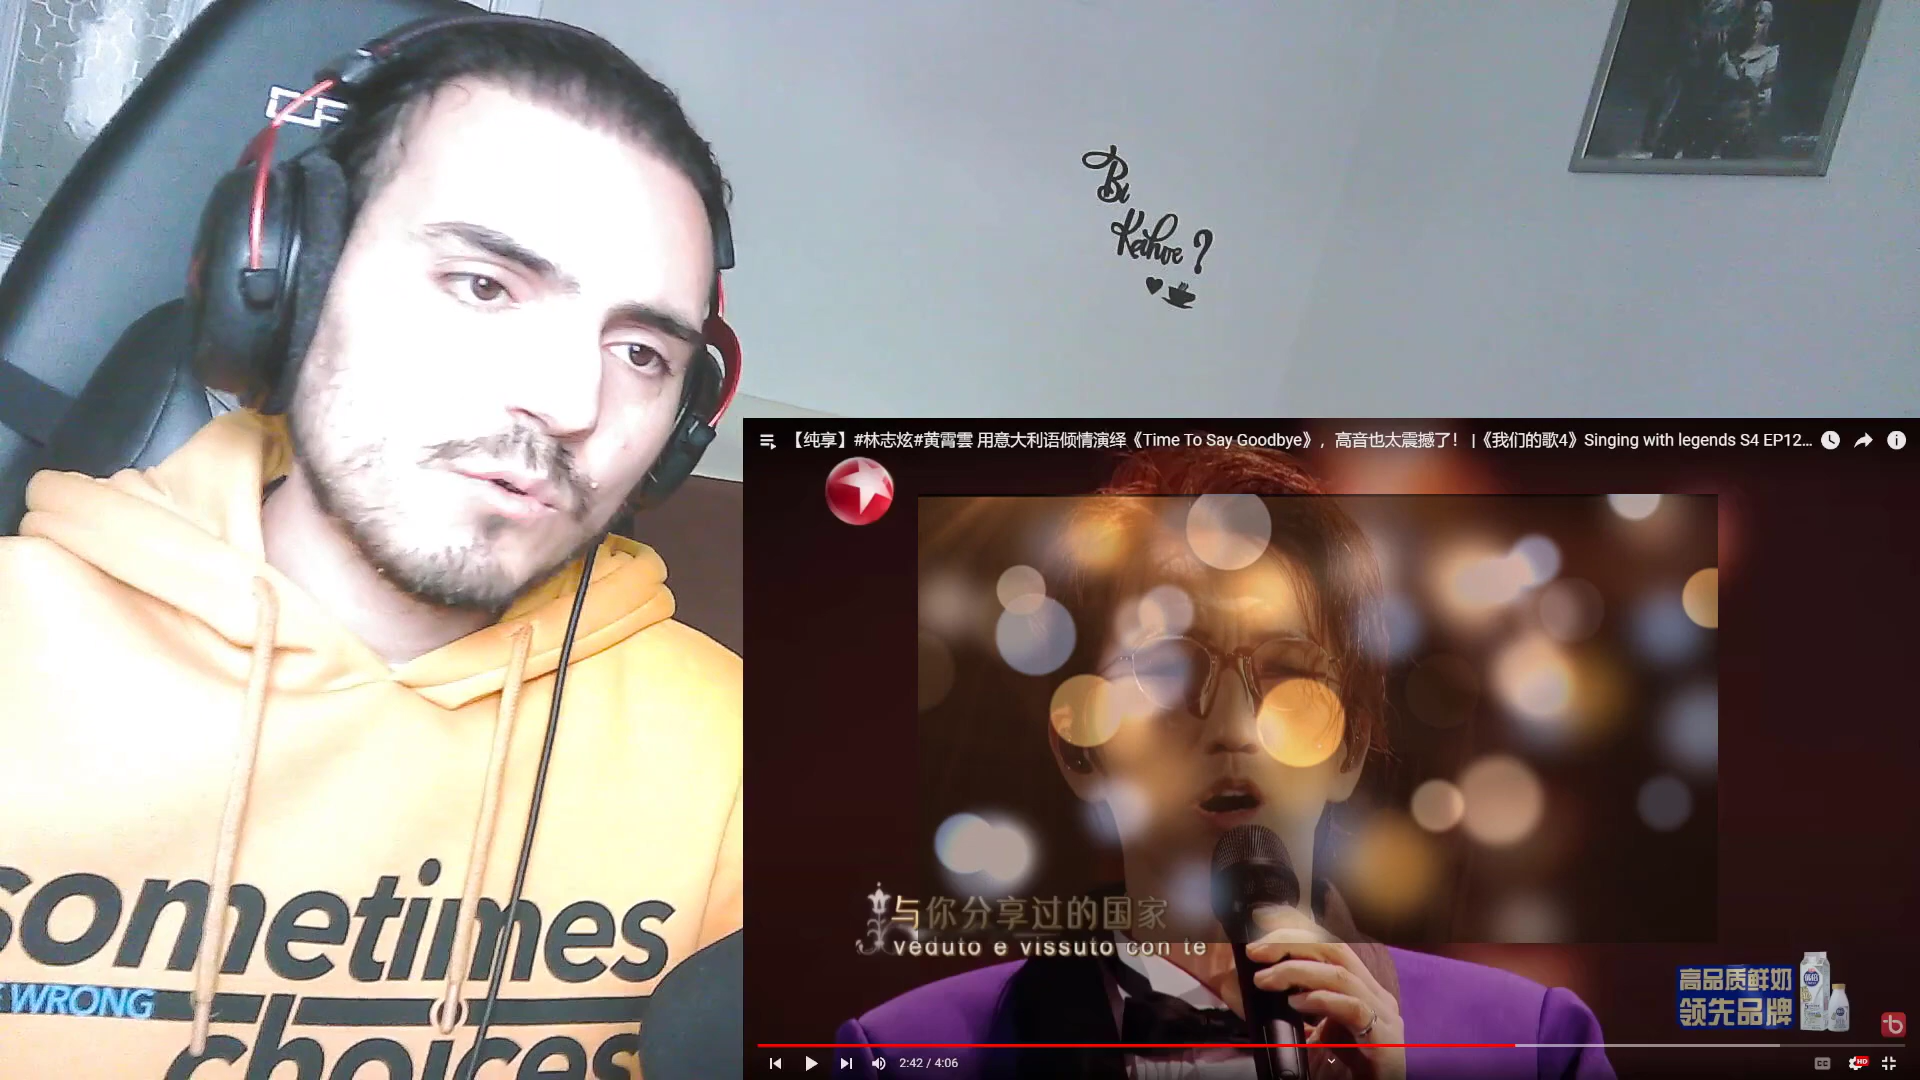 Bi
Kahve?
【纯享】#林志炫#黄霄雲 用意大利语倾情演绎《Time To Say Goodbye》，高音也太震撼了！ |《我们的歌4》Singing with legends S4 EP12...
与你分享过的国家
veduto e vissuto con te
高品质鲜奶
领先品牌
sometimes
WRONG
choices
2:42 / 4:06
CC
HD